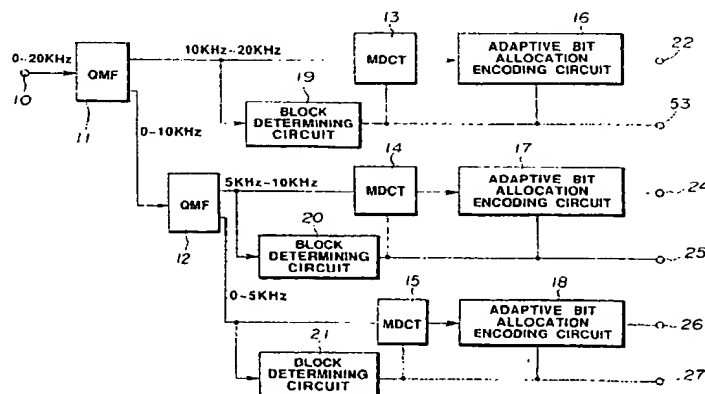 13
16
0~20KHz
10KHz~20KHz
QMF
MDCT
ADAPTIVE BIT
ALLOCATION
ENCODING CIRCUIT
22
10
11
19
BLOCK
DETERMINING
CIRCUIT
53
0~10KHz
14
17
5KHz~10KHz
QMF
MDCT
ADAPTIVE BIT
ALLOCATION
ENCODING CIRCUIT
24
12
20
BLOCK
DETERMINING
CIRCUIT
25
0~5KHz
15
18
MDCT
ADAPTIVE BIT
ALLOCATION
ENCODING CIRCUIT
26
21
BLOCK
DETERMINING
CIRCUIT
27